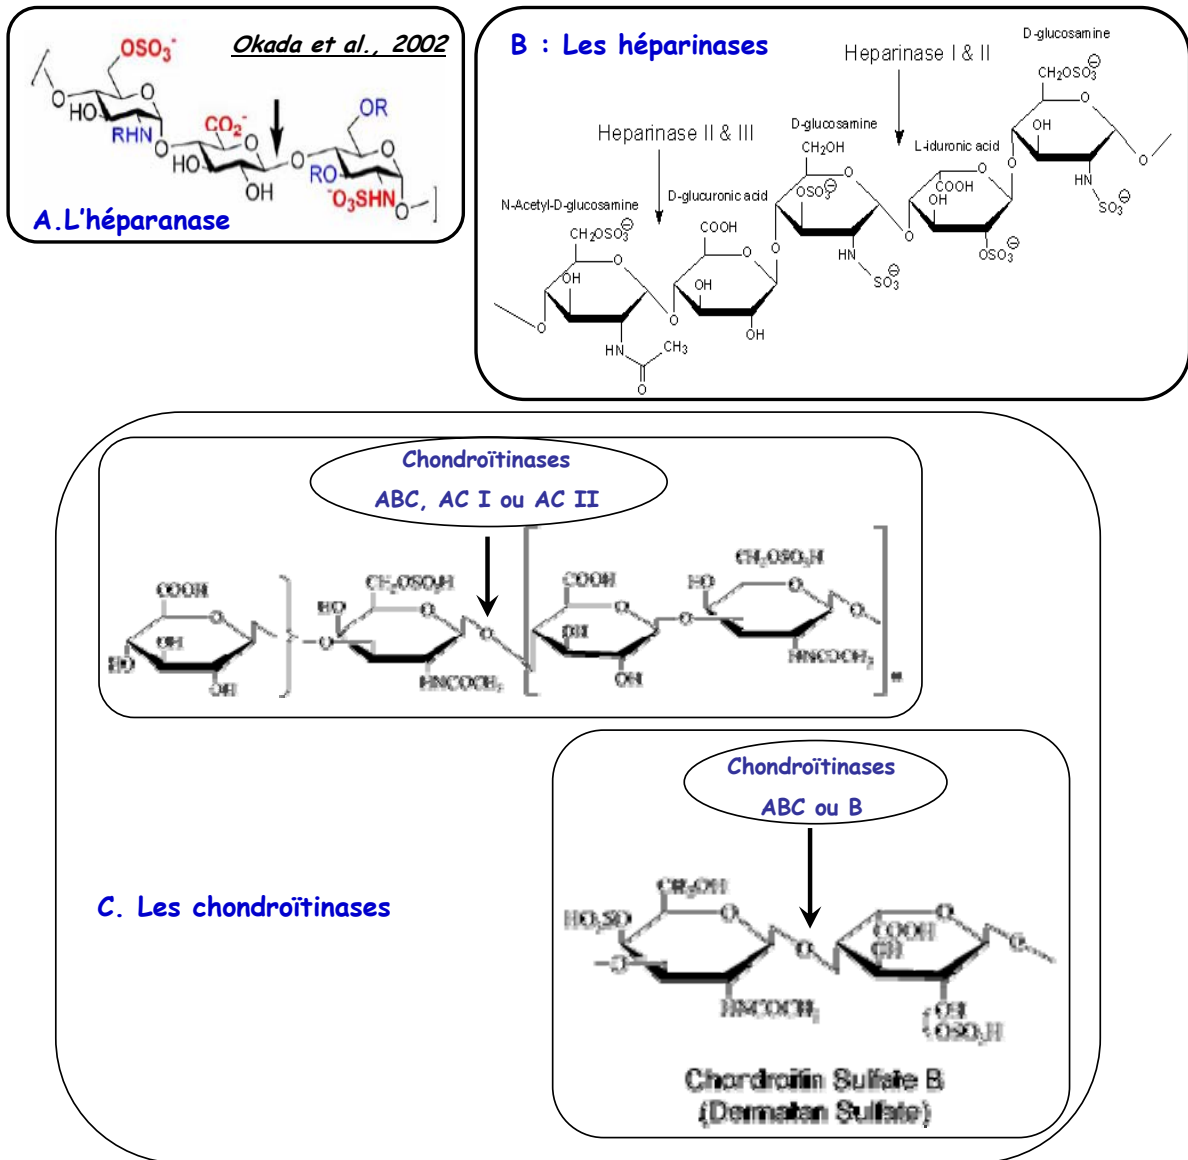 Okada et al., 2002
OSO3-
O
O
HO
RHN
O
CO2-
O
HO
OH
O
OR
O
RO
-O3SHN
O
A.L'héparanase
B : Les héparinases
D-glucosamine
Heparinase I & II
CH2OSO3⊖
O
OH
O
HN
SO3⊖
Heparinase II & III
D-glucosamine
CH2OH
L-iduronic acid
O
OSO3⊖
O
COOH
OH
O
HN
SO3⊖
OSO3⊖
N-Acetyl-D-glucosamine
D-glucuronic acid
CH2OSO3⊖
COOH
O
O
OH
OH
O
O
OH
HN
CH3
O
Chondroïtinases
ABC, AC I ou AC II
COOH
O
OH
HO
OH
CH2OSO3H
HO
O
O
O
HNCOCH3
COOH
O
OH
OH
O
CH2OSO3H
HO
O
O
HNCOCH3
n
Chondroïtinases
ABC ou B
C. Les chondroïtinases
CH2OH
HO3SO
O
O
O
HNCOCH3
O
COOH
OH
O
OH
OSO3H
Chondroitin Sulfate B
(Dermatan Sulfate)